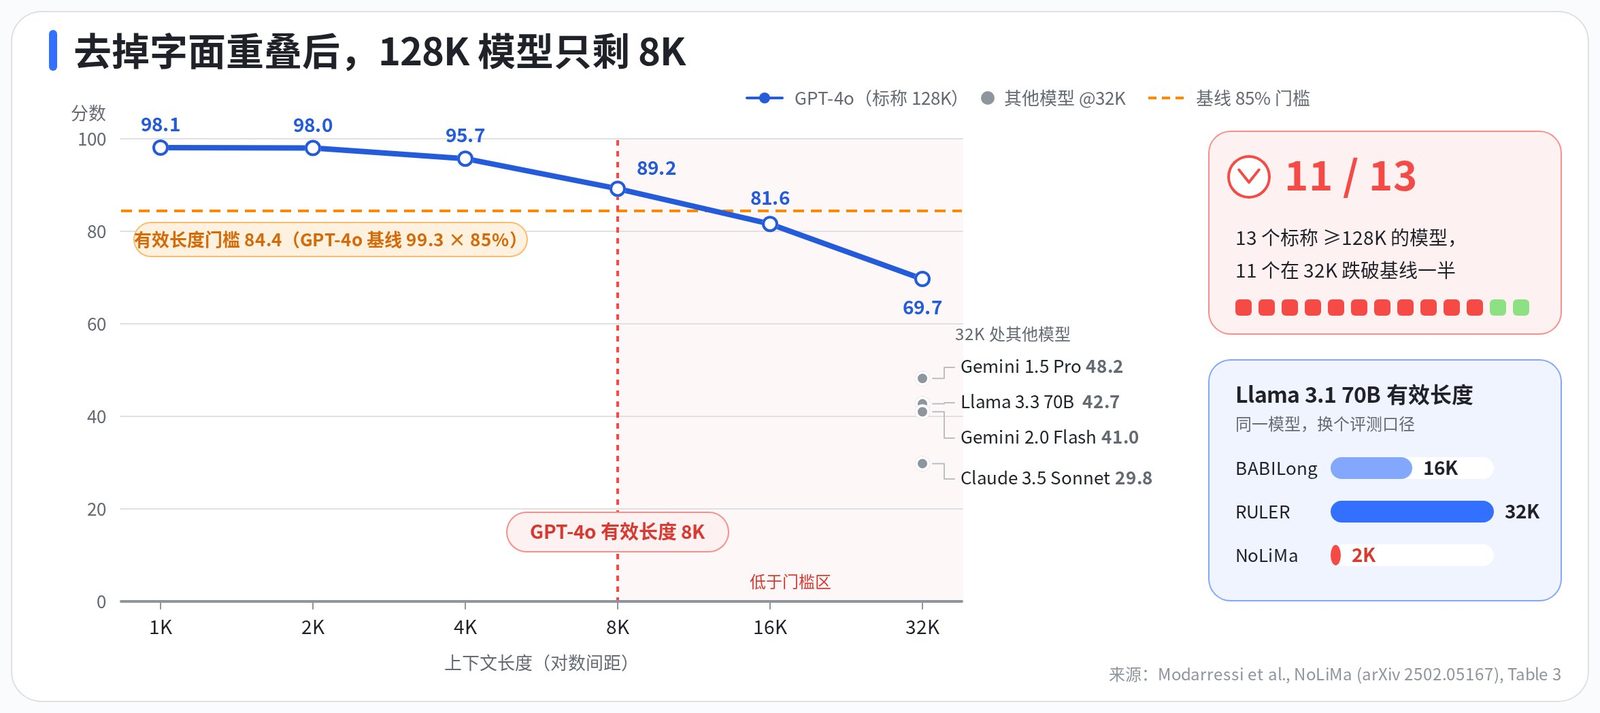 去掉字面重叠后，128K 模型只剩 8K
GPT-4o（标称 128K）
其他模型 @32K
基线 85% 门槛
分数
100
80
60
40
20
0
98.1
98.0
95.7
89.2
81.6
69.7
有效长度门槛 84.4（GPT-4o 基线 99.3 × 85%）
32K 处其他模型
Gemini 1.5 Pro 48.2
Llama 3.3 70B 42.7
Gemini 2.0 Flash 41.0
Claude 3.5 Sonnet 29.8
GPT-4o 有效长度 8K
低于门槛区
1K
2K
4K
8K
16K
32K
上下文长度（对数间距）
11 / 13
13 个标称 ≥128K 的模型，
11 个在 32K 跌破基线一半
Llama 3.1 70B 有效长度
同一模型，换个评测口径
BABILong 16K
RULER 32K
NoLiMa 2K
来源：Modarressi et al., NoLiMa (arXiv 2502.05167), Table 3